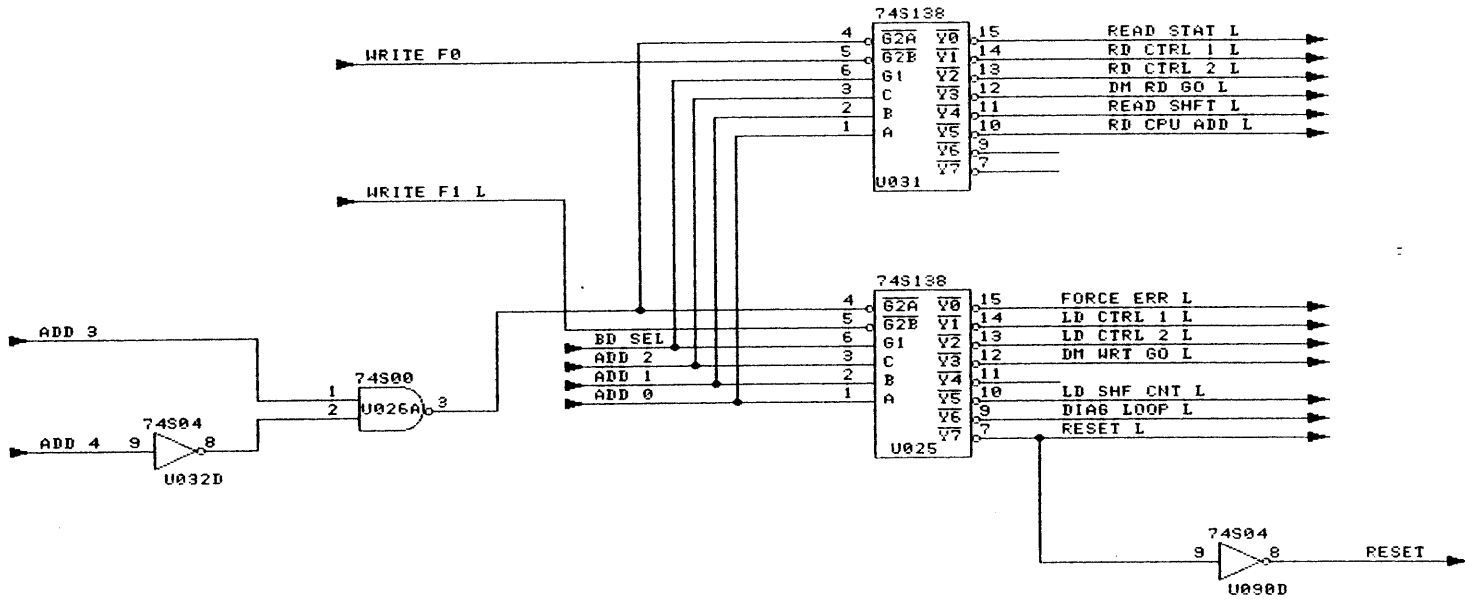 74S138
WRITE F0
4 G2A Y0 15 READ STAT L
5 G2B Y1 14 RD CTRL 1 L
6 G1 Y2 13 RD CTRL 2 L
3 C Y3 12 DM RD GO L
2 B Y4 11 READ SHFT L
1 A Y5 10 RD CPU ADD L
Y6 9
Y7 7
U031
WRITE F1 L
74S138
4 G2A Y0 15 FORCE ERR L
5 G2B Y1 14 LD CTRL 1 L
BD SEL 6 G1 Y2 13 LD CTRL 2 L
ADD 2 3 C Y3 12 DM WRT GO L
ADD 1 2 B Y4 11
ADD 0 1 A Y5 10 LD SHF CNT L
Y6 9 DIAG LOOP L
Y7 7 RESET L
U025
ADD 3
74S00
1
2 U026A 3
74S04
ADD 4 9 8
U032D
74S04
9 8 RESET
U090D